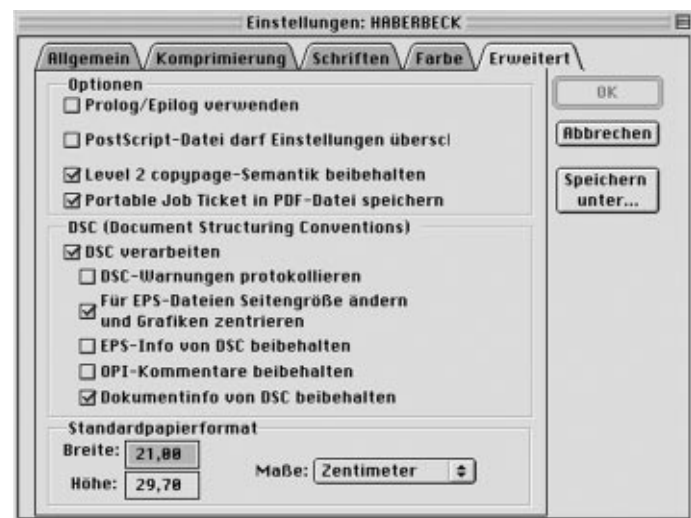 Einstellungen: HABERBECK
Allgemein Komprimierung Schriften Farbe Erweitert
Optionen
Prolog/Epilog verwenden
PostScript-Datei darf Einstellungen übersc
Level 2 copypage-Semantik beibehalten
Portable Job Ticket in PDF-Datei speichern
DSC (Document Structuring Conventions)
DSC verarbeiten
DSC-Warnungen protokollieren
Für EPS-Dateien Seitengröße ändern
und Grafiken zentrieren
EPS-Info von DSC beibehalten
OPI-Kommentare beibehalten
Dokumentinfo von DSC beibehalten
Standardpapierformat
Breite: 21,00
Maße: Zentimeter
Höhe: 29,70
OK
Abbrechen
Speichern
unter...